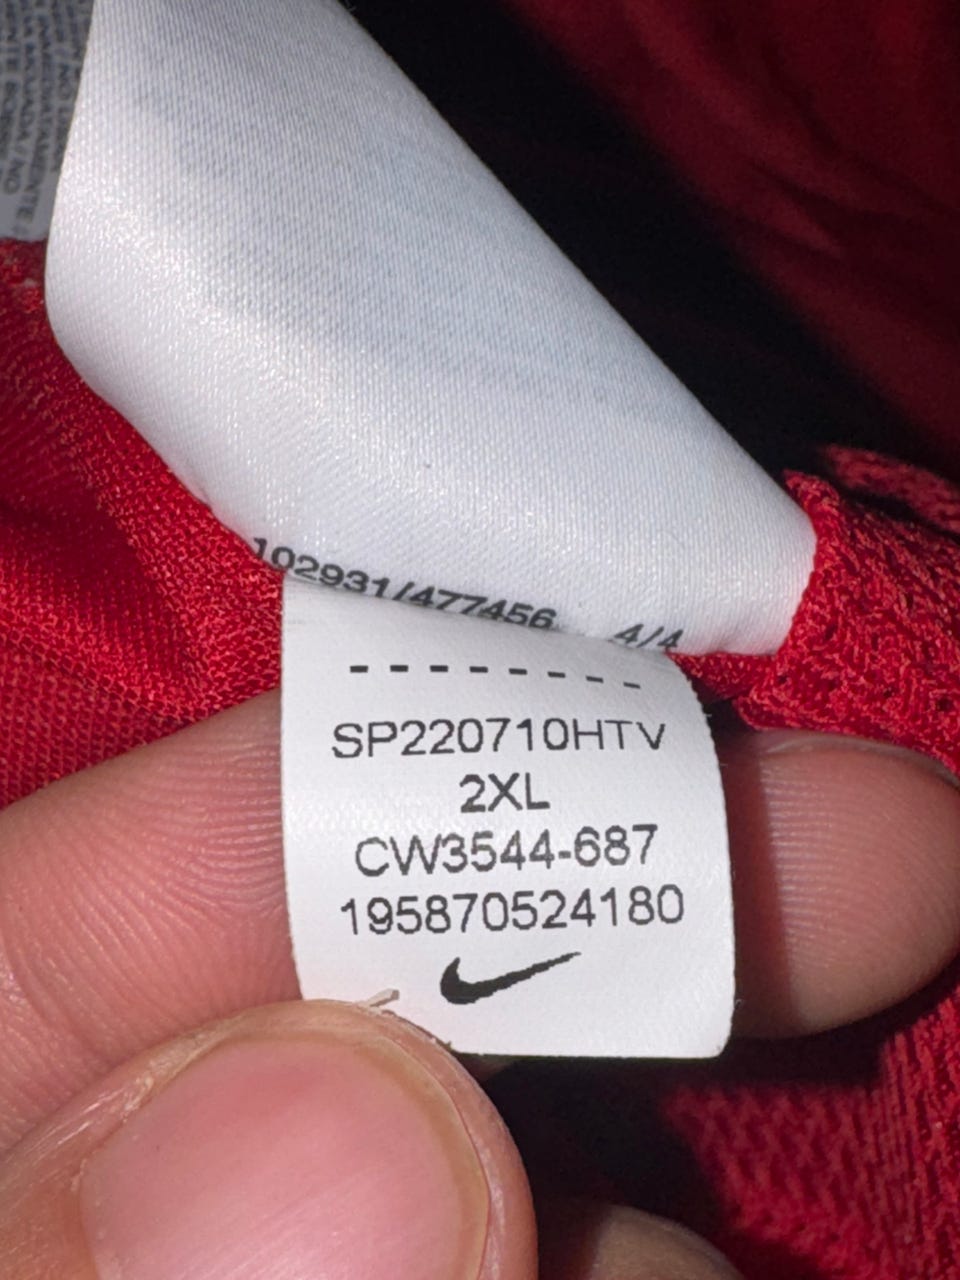 102931/477456 4/4
--------
SP220710HTV
2XL
CW3544-687
195870524180